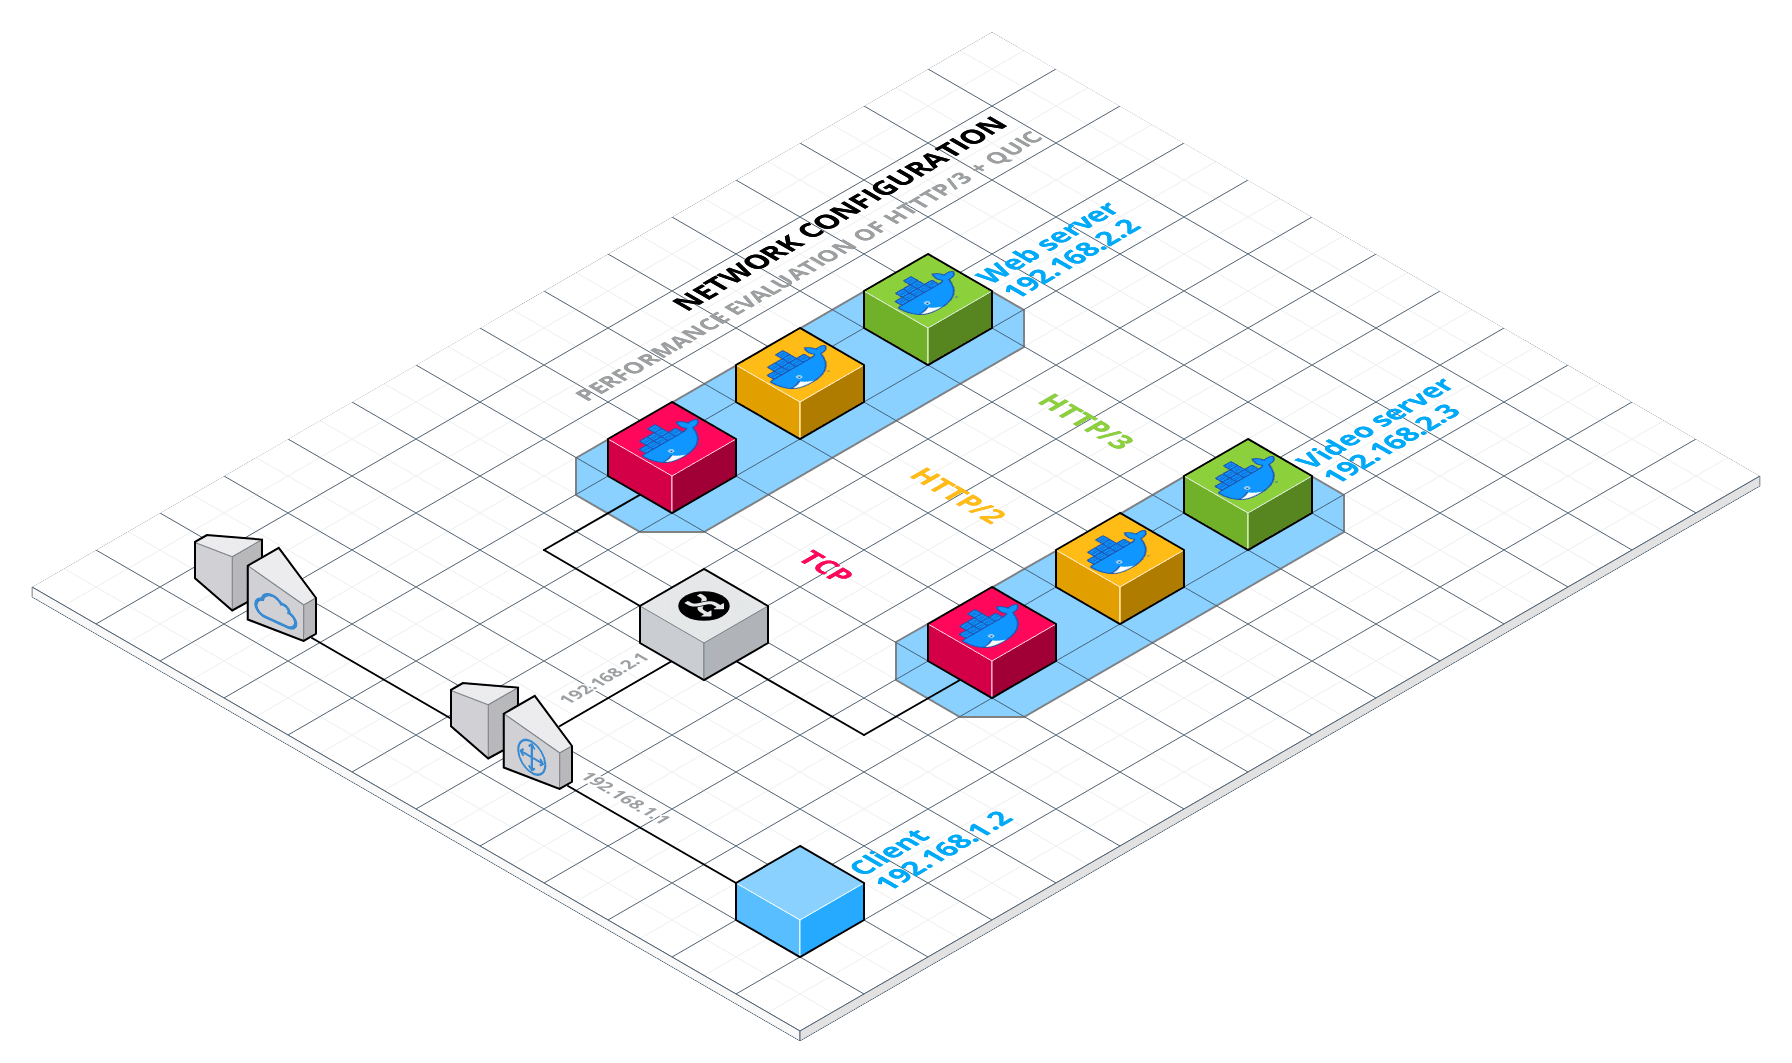 NETWORK CONFIGURATION
PERFORMANCE EVALUATION OF HTTP/3 + QUIC
Web server
192.168.2.2
HTTP/3
Video server
192.168.2.3
HTTP/2
TCP
192.168.2.1
192.168.1.1
Client
192.168.1.2